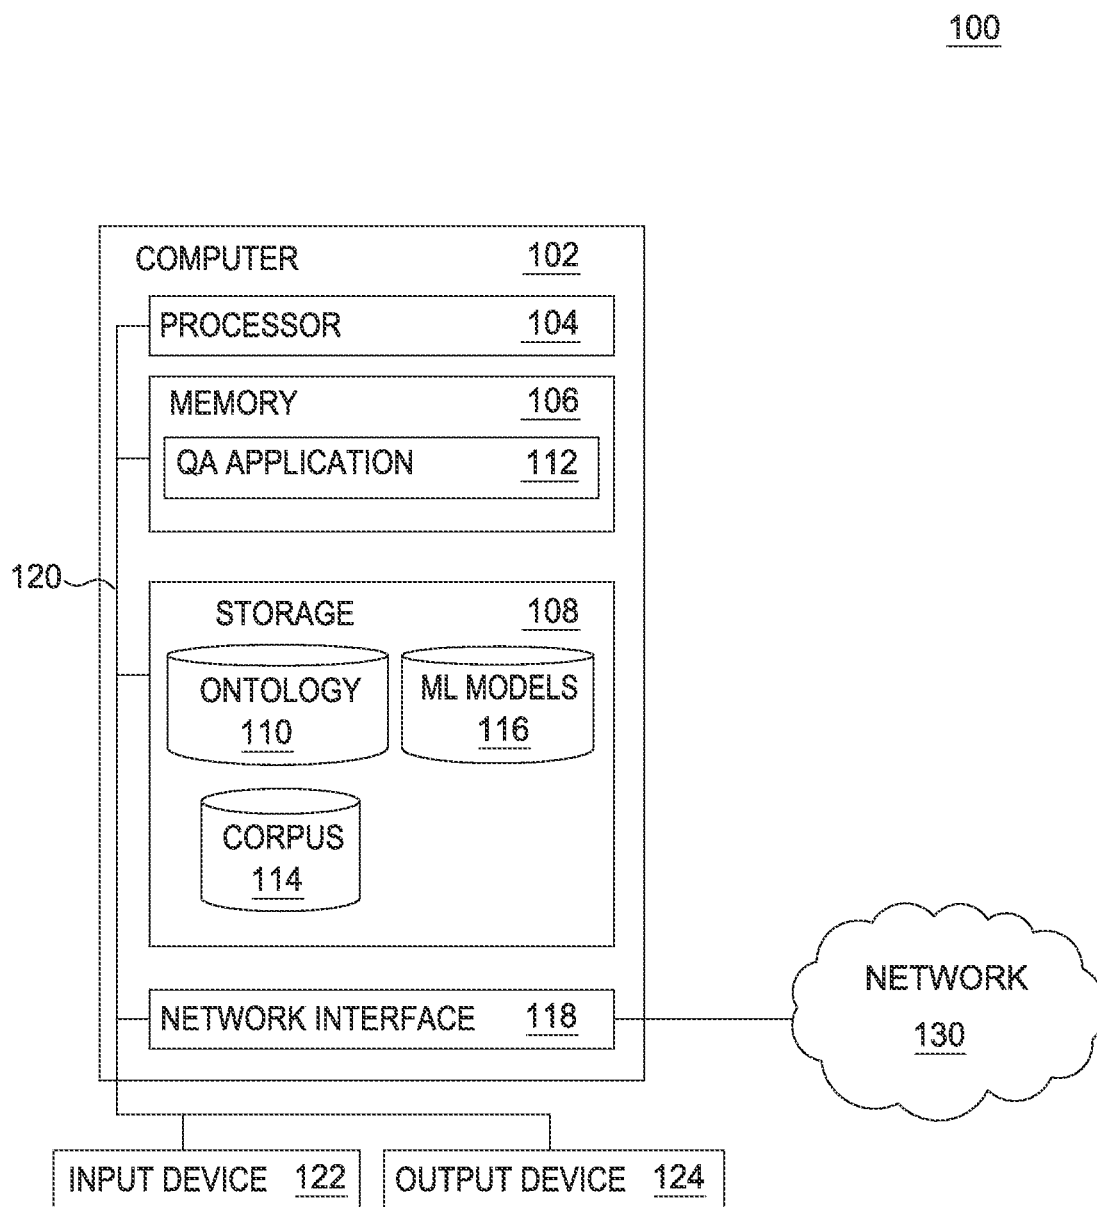 100
COMPUTER 102
PROCESSOR 104
MEMORY 106
QA APPLICATION 112
120
STORAGE 108
ONTOLOGY
110
ML MODELS
116
CORPUS
114
NETWORK INTERFACE 118
NETWORK
130
INPUT DEVICE 122
OUTPUT DEVICE 124